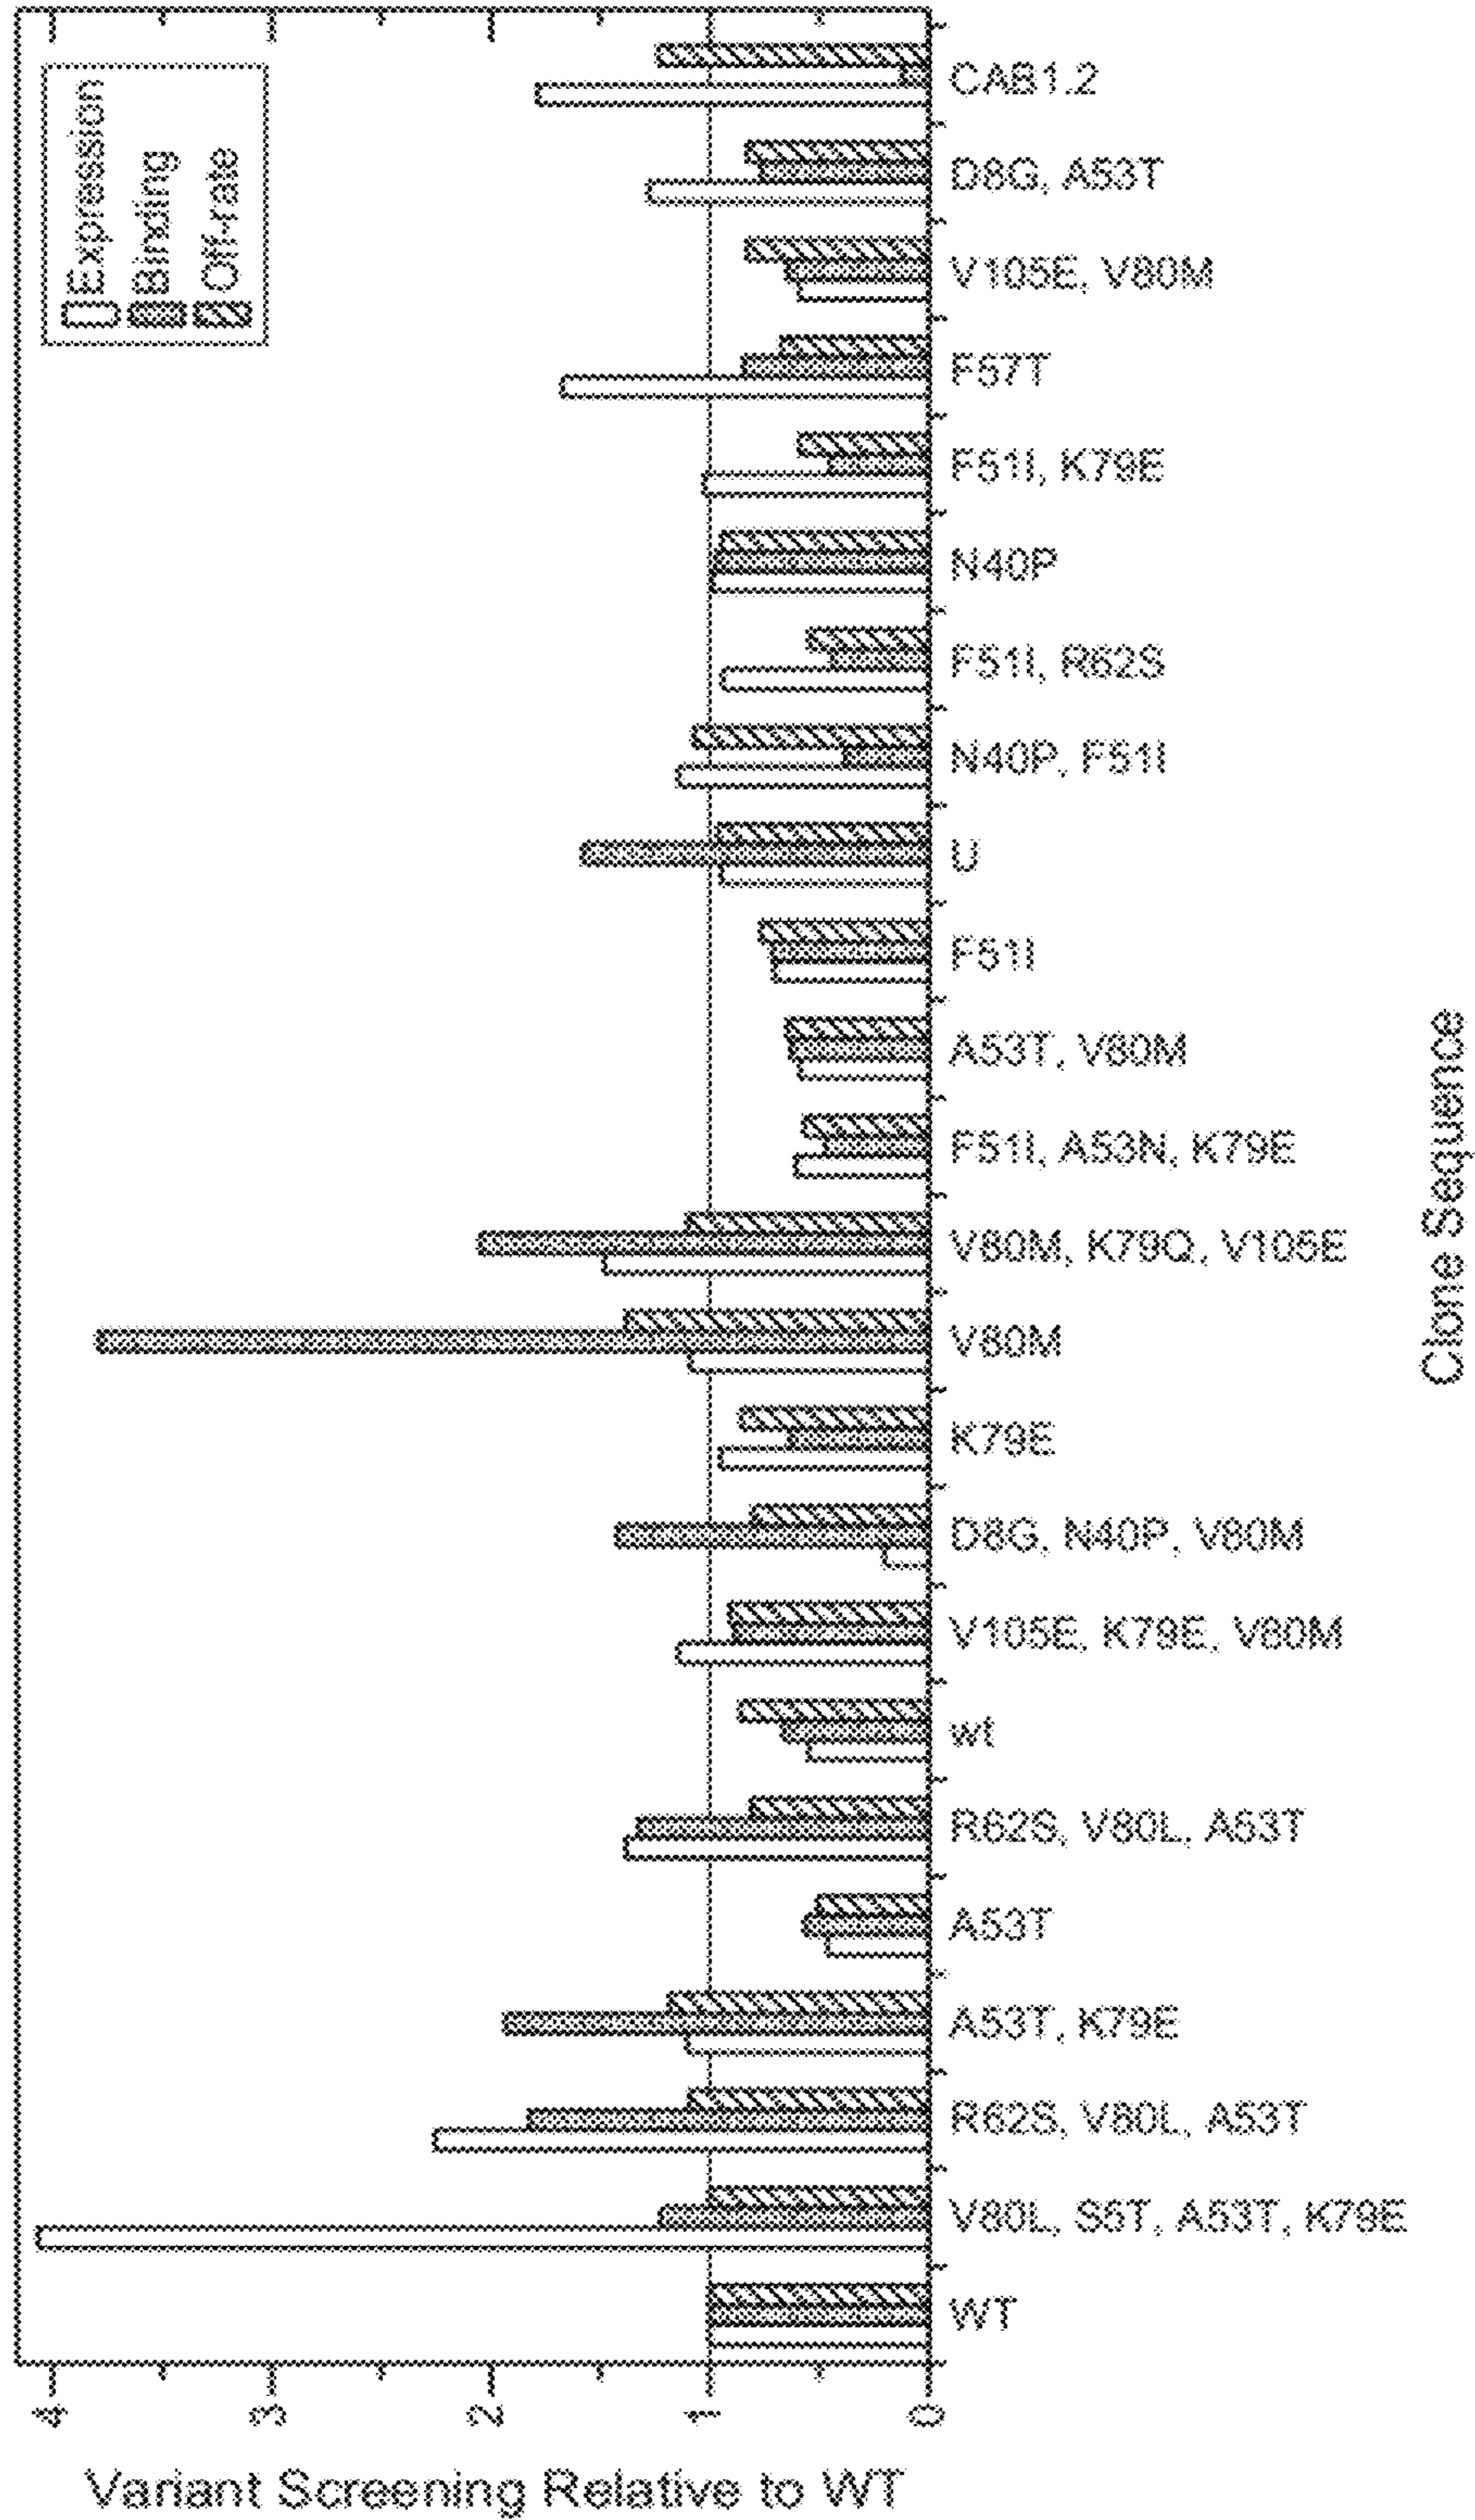 Variant Screening Relative to WT
4
3
2
1
0
Expression
Binding
Off-rate
WT
V80L, S5T, A53T, K79E
R62S, V80L, A53T
A53T, K79E
A53T
R62S, V80L, A53T
wt
V105E, K79E, V80M
D8G, N40P, V80M
K79E
V80M
V80M, K79Q, V105E
F51I, A53N, K79E
A53T, V80M
F51I
U
N40P, F51I
F51I, R62S
N40P
F51I, K79E
F57T
V105E, V80M
D8G, A53T
CAB1.2
Clone Sequence